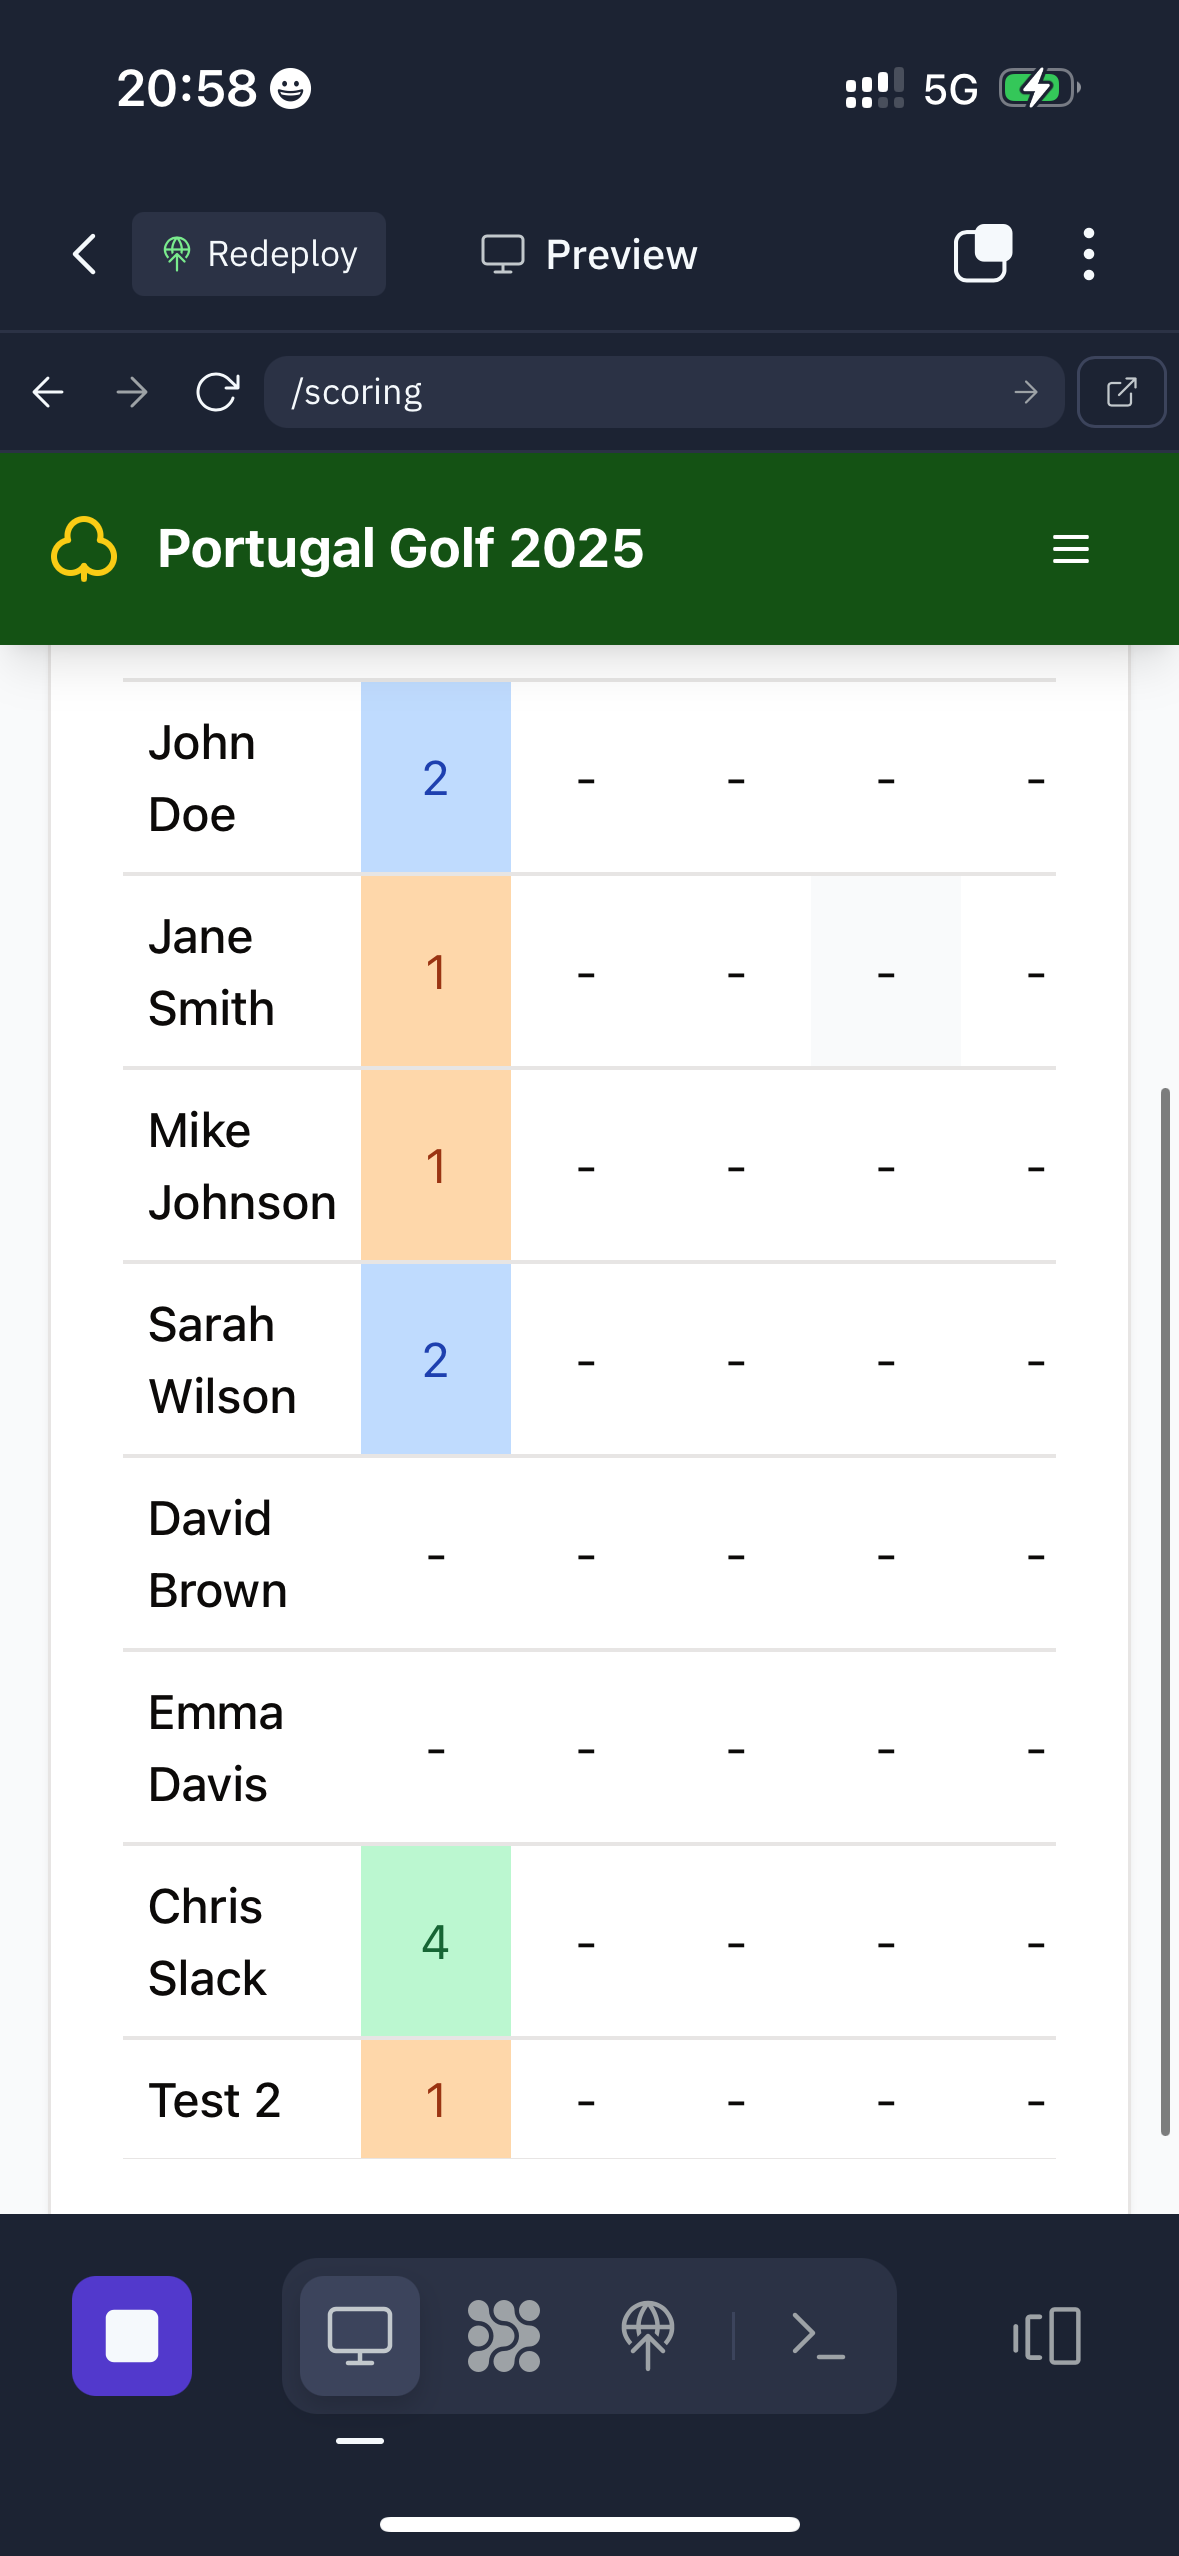 20:58
5G
Redeploy
Preview
/scoring
Portugal Golf 2025
John
Doe
2 - - - -
Jane
Smith
1 - - - -
Mike
Johnson
1 - - - -
Sarah
Wilson
2 - - - -
David
Brown
- - - - -
Emma
Davis
- - - - -
Chris
Slack
4 - - - -
Test 2 1 - - - -